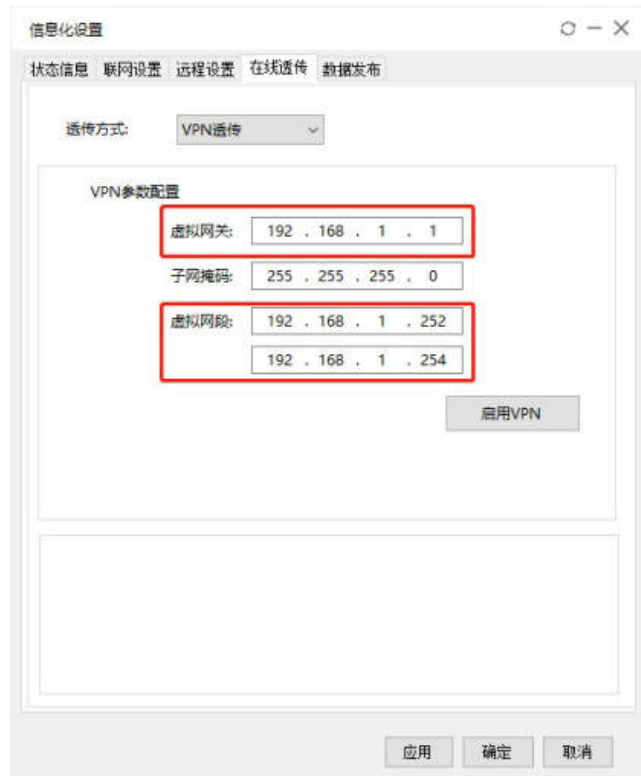 信息化设置
状态信息 联网设置 远程设置 在线透传 数据发布
透传方式: VPN透传
VPN参数配置
虚拟网关: 192 . 168 . 1 . 1
子网掩码: 255 . 255 . 255 . 0
虚拟网段: 192 . 168 . 1 . 252
192 . 168 . 1 . 254
启用VPN
应用 确定 取消